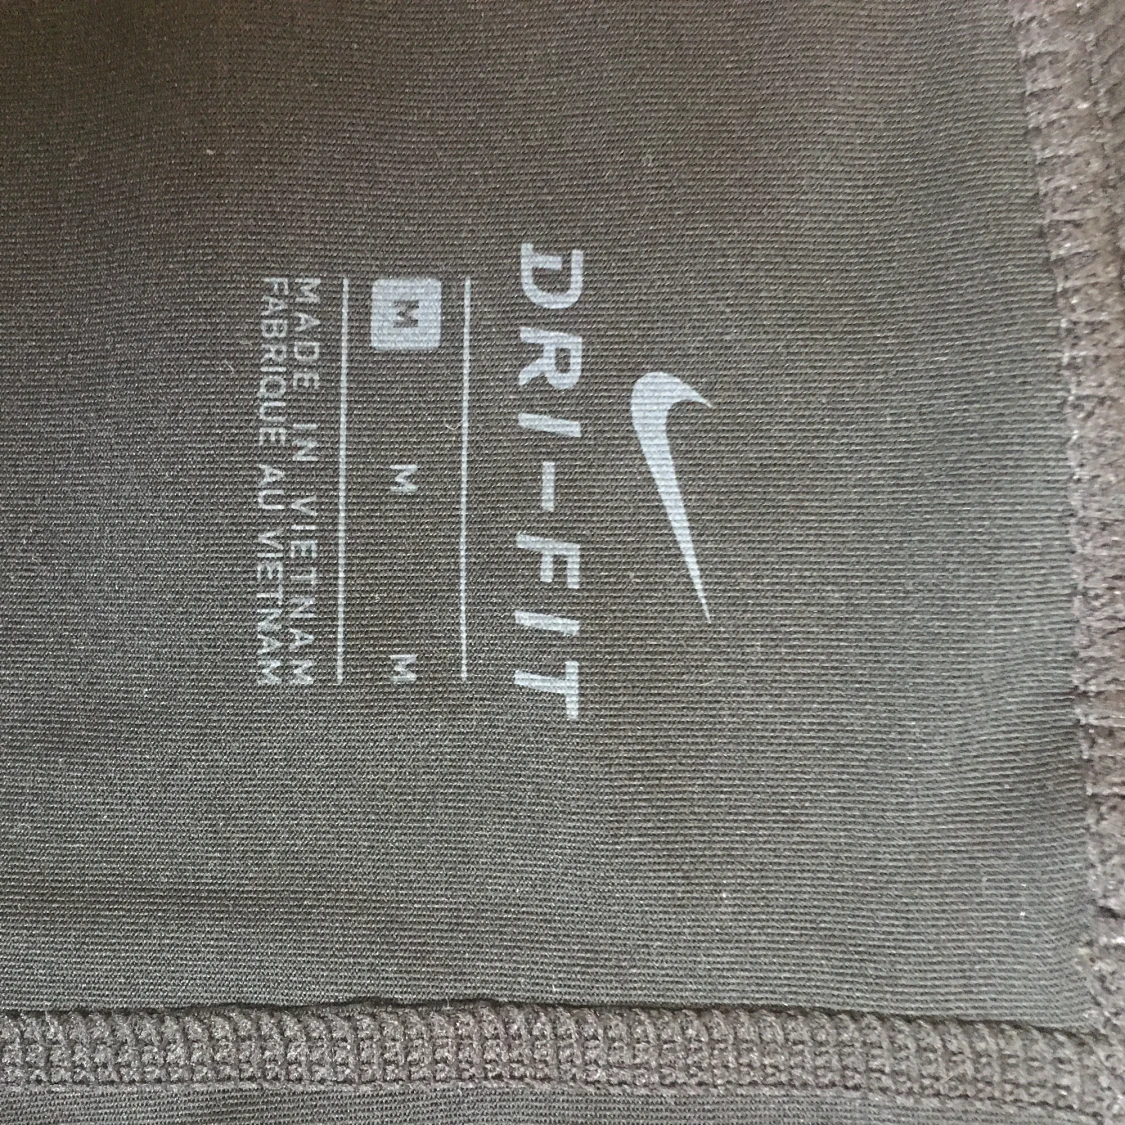 DRI-FIT
M M M
MADE IN VIETNAM
FABRIQUE AU VIETNAM